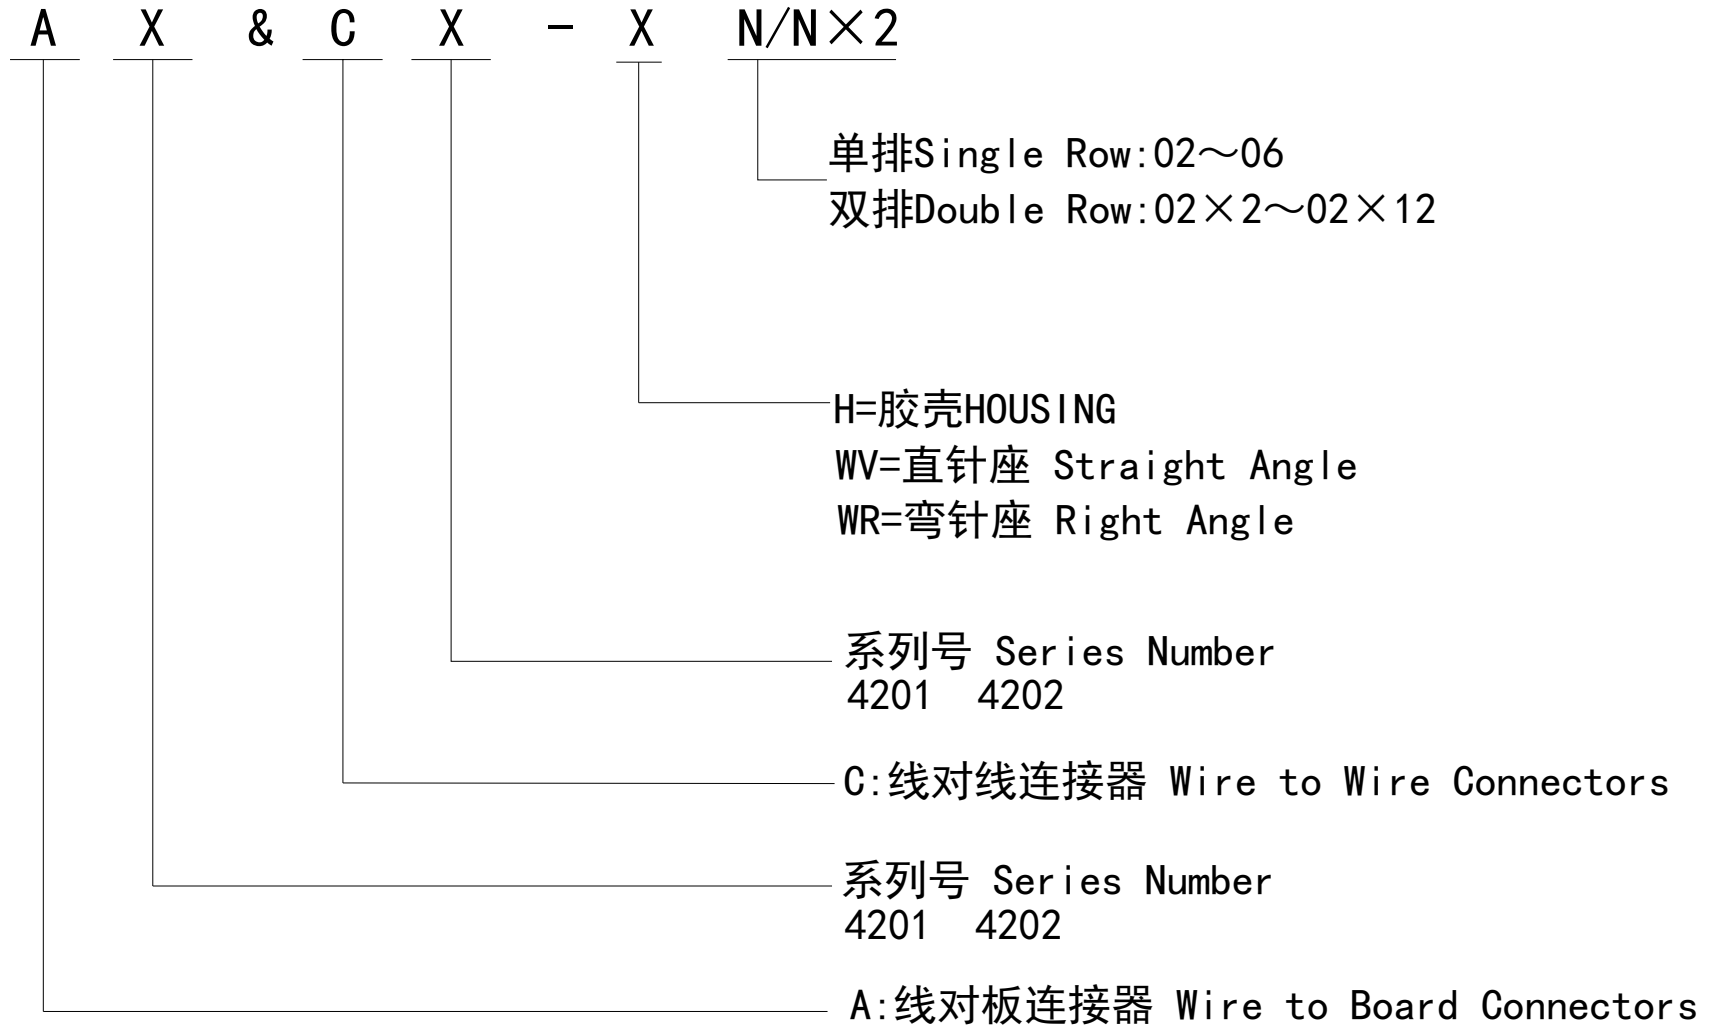 A X & C X - X N/N×2
单排Single Row:02～06
双排Double Row:02×2～02×12
H=胶壳HOUSING
WV=直针座 Straight Angle
WR=弯针座 Right Angle
系列号 Series Number
4201 4202
C:线对线连接器 Wire to Wire Connectors
系列号 Series Number
4201 4202
A:线对板连接器 Wire to Board Connectors